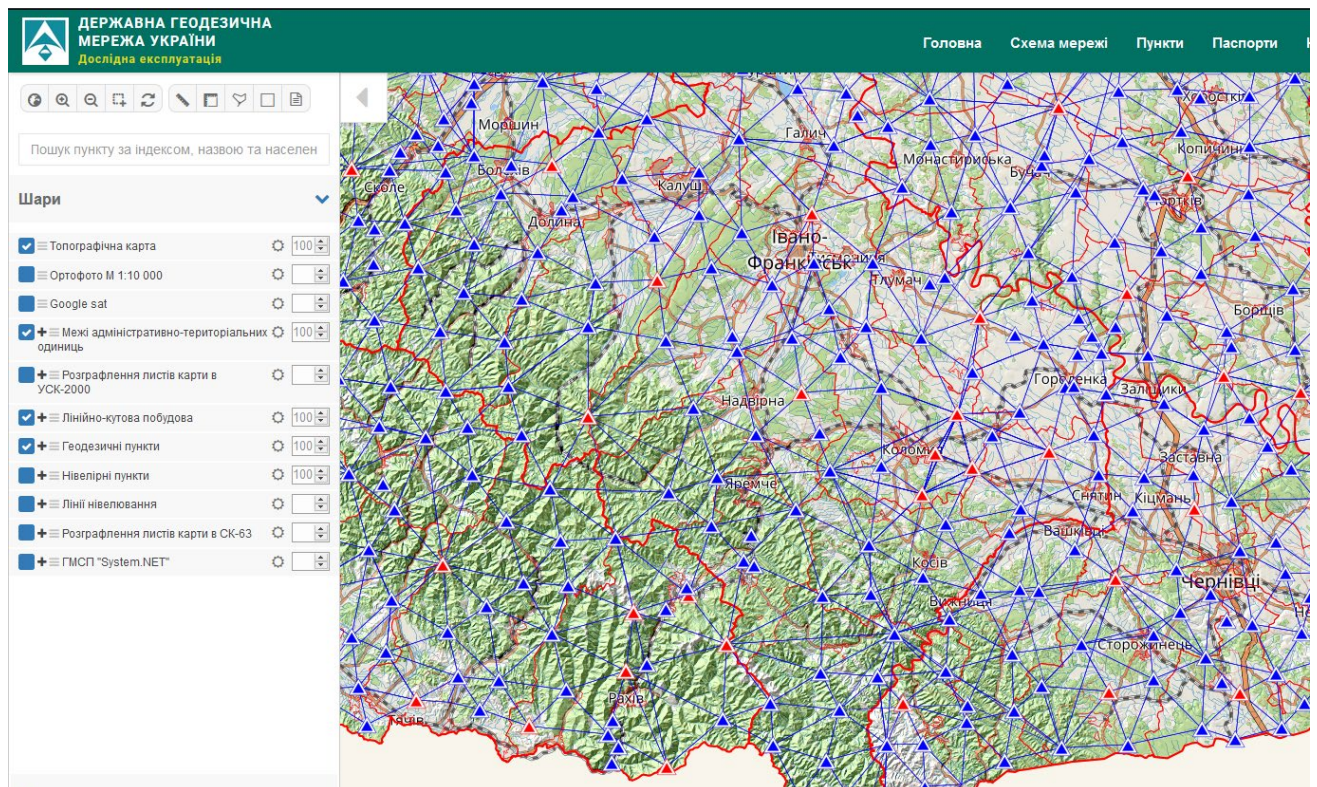 ДЕРЖАВНА ГЕОДЕЗИЧНА
МЕРЕЖА УКРАЇНИ
Дослідна експлуатація
Головна Схема мережі Пункти Паспорти
Пошук пункту за індексом, назвою та населен
Шари
Топографічна карта 100
Ортофото М 1:10 000
Google sat
Межі адміністративно-територіальних 100
одиниць
Розграфлення листів карти в
УСК-2000
Лінійно-кутова побудова 100
Геодезичні пункти 100
Нівелірні пункти 100
Лінії нівелювання
Розграфлення листів карти в СК-63
ГМСП "System.NET"
Моршин
Галич
Копичинці
Монастириська
Болехів
Бучач
Сколе
Калуш
Чортків
Долина
Івано-
Франківськ
Тлумач
Борщів
Городенка
Заліщики
Надвірна
Коломия
Заставна
Яремче
Снятин
Кіцмань
Вашківці
Косів
Чернівці
Вижниця
Сторожинець
Рахів
Тячів